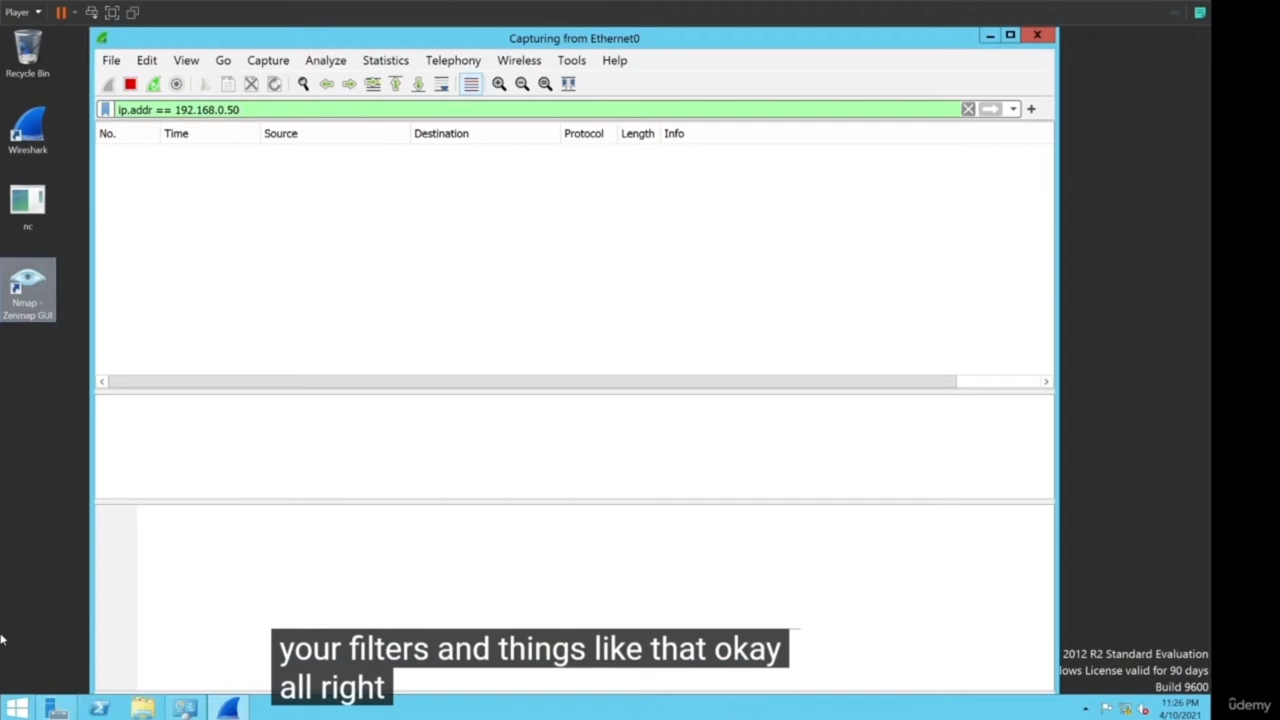 Player
Capturing from Ethernet0
Recycle Bin
File Edit View Go Capture Analyze Statistics Telephony Wireless Tools Help
ip.addr == 192.168.0.50
No. Time Source Destination Protocol Length Info
Wireshark
nc
Nmap -
Zenmap GUI
your filters and things like that okay
all right
2012 R2 Standard Evaluation
ows License valid for 90 days
Build 9600
11:26 PM
4/10/2021
ûdemy